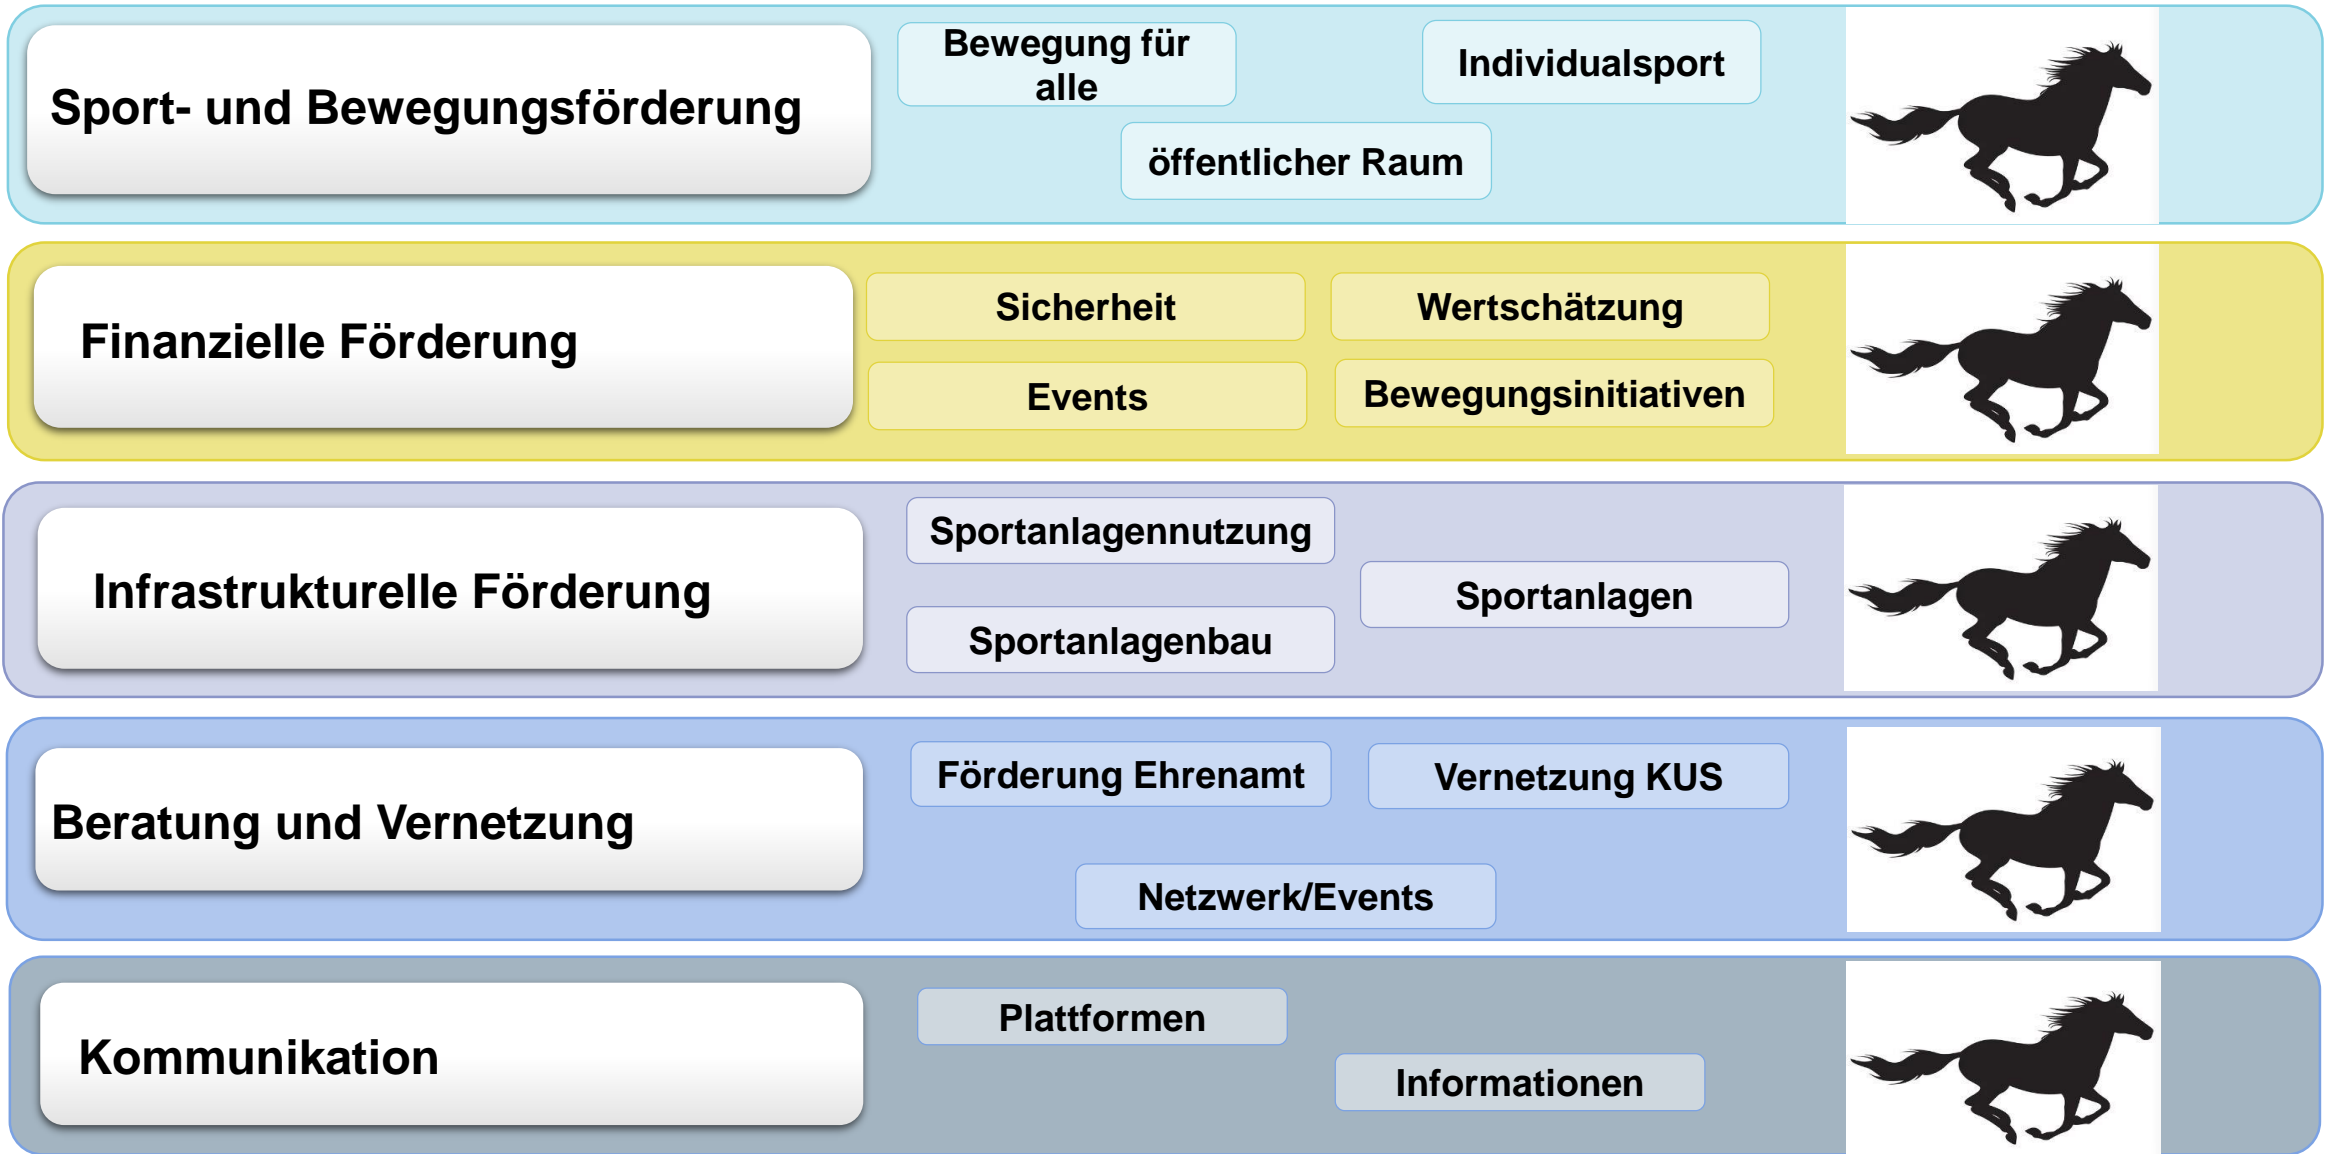 Sport- und Bewegungsförderung
Bewegung für
alle
Individualsport
öffentlicher Raum
Finanzielle Förderung
Sicherheit
Wertschätzung
Events
Bewegungsinitiativen
Infrastrukturelle Förderung
Sportanlagennutzung
Sportanlagen
Sportanlagenbau
Beratung und Vernetzung
Förderung Ehrenamt
Vernetzung KUS
Netzwerk/Events
Kommunikation
Plattformen
Informationen